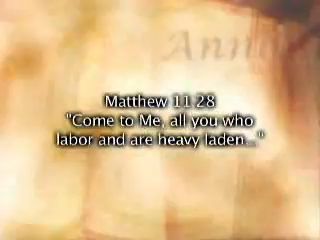 Matthew 11.28
"Come to Me, all you who
labor and are heavy laden..."